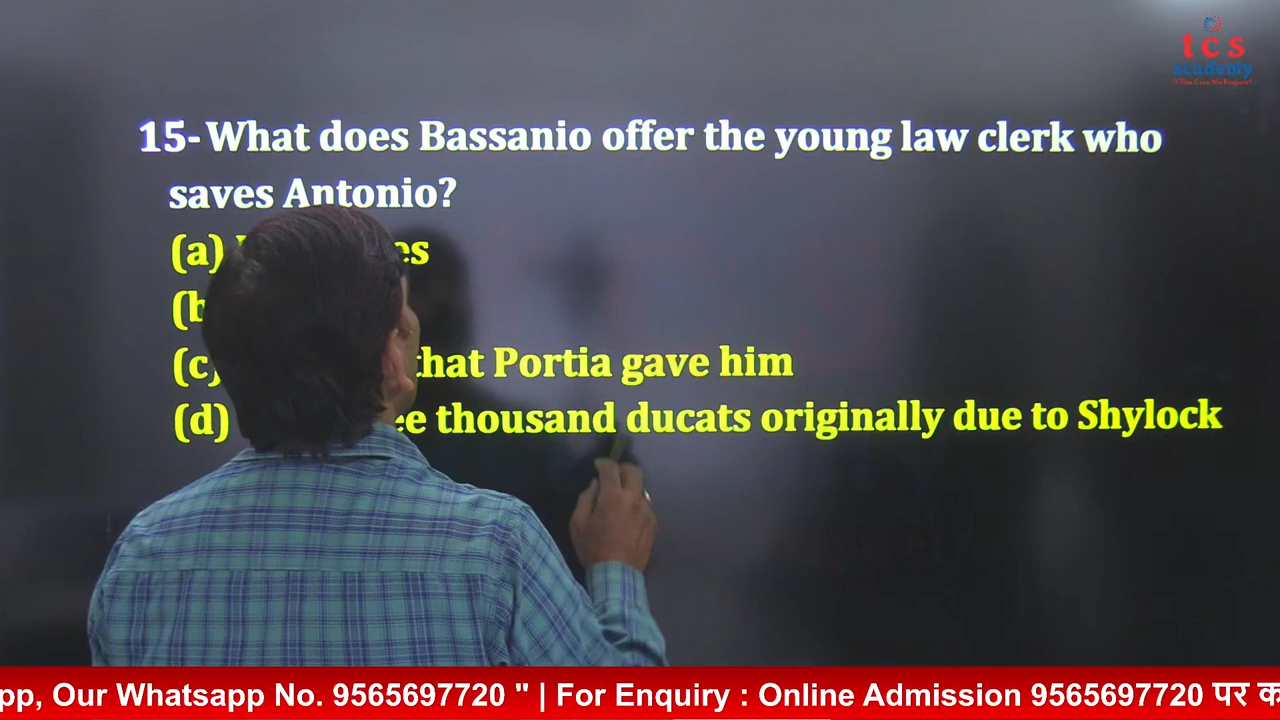 tcs
academy
15- What does Bassanio offer the young law clerk who
saves Antonio?
(a) es
(b
(c) that Portia gave him
(d) ee thousand ducats originally due to Shylock
pp, Our Whatsapp No. 9565697720 " | For Enquiry : Online Admission 9565697720 पर क